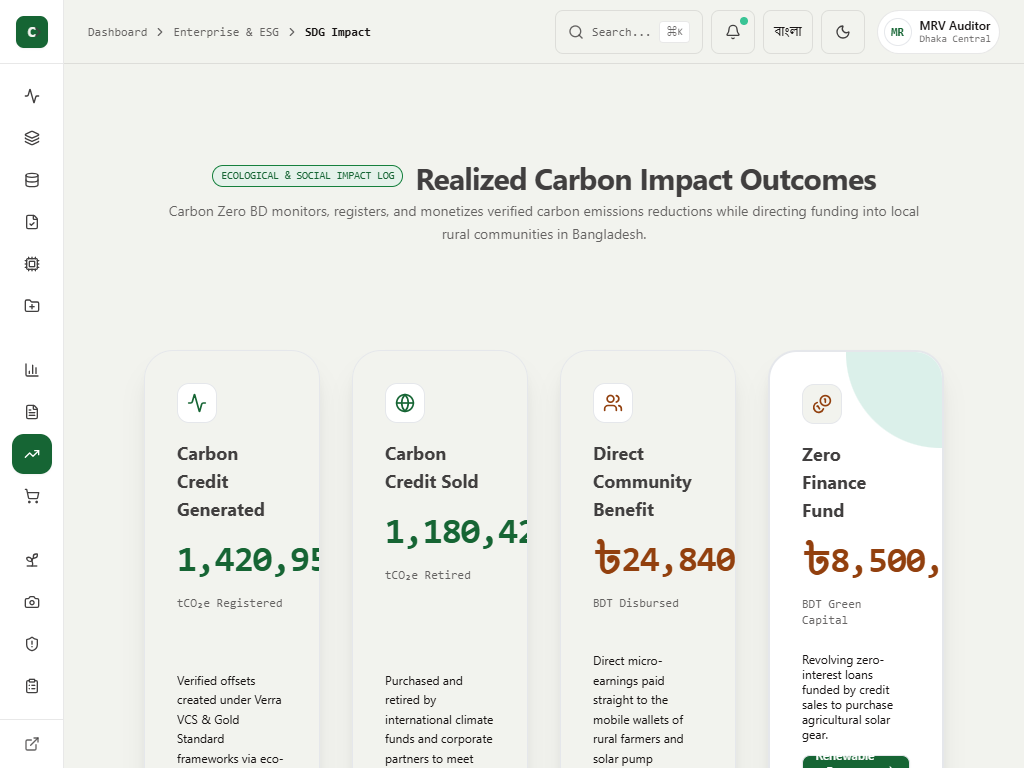 C
Dashboard > Enterprise & ESG > SDG Impact
Search... ⌘K
বাংলা
MR
MRV Auditor
Dhaka Central
ECOLOGICAL & SOCIAL IMPACT LOG
Realized Carbon Impact Outcomes
Carbon Zero BD monitors, registers, and monetizes verified carbon emissions reductions while directing funding into local
rural communities in Bangladesh.
Carbon
Credit
Generated
1,420,95
tCO₂e Registered
Verified offsets
created under Verra
VCS & Gold
Standard
frameworks via eco-
Carbon
Credit Sold
1,180,42
tCO₂e Retired
Purchased and
retired by
international climate
funds and corporate
partners to meet
Direct
Community
Benefit
৳24,840
BDT Disbursed
Direct micro-
earnings paid
straight to the
mobile wallets of
rural farmers and
solar pump
Zero
Finance
Fund
৳8,500,
BDT Green
Capital
Revolving zero-
interest loans
funded by credit
sales to purchase
agricultural solar
gear.
Renewable